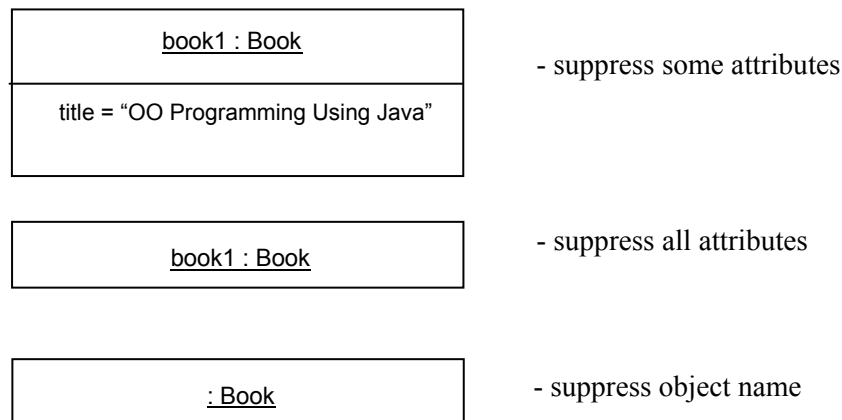 book1 : Book
- suppress some attributes
title = “OO Programming Using Java”
book1 : Book
- suppress all attributes
: Book
- suppress object name